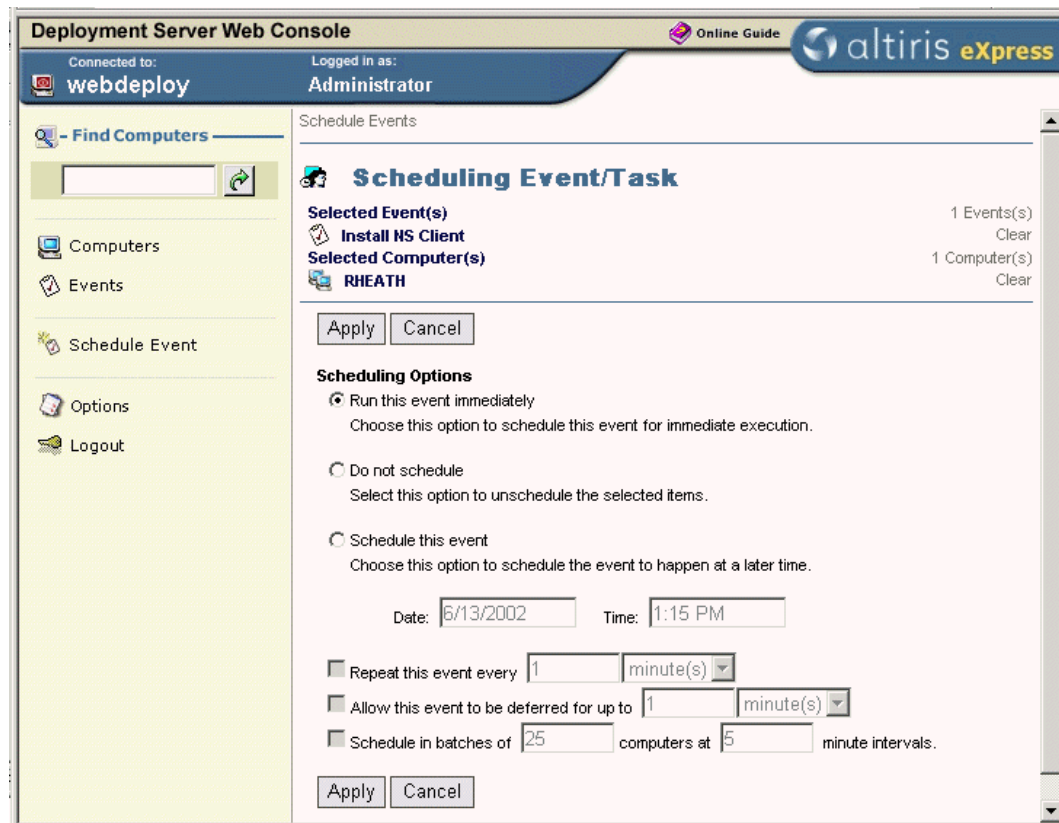 Deployment Server Web Console
Online Guide
altiris eXpress
Connected to:
webdeploy
Logged in as:
Administrator
Find Computers
Computers
Events
Schedule Event
Options
Logout
Schedule Events
Scheduling Event/Task
Selected Event(s) 1 Events(s)
Install NS Client Clear
Selected Computer(s) 1 Computer(s)
RHEATH Clear
Apply Cancel
Scheduling Options
Run this event immediately
Choose this option to schedule this event for immediate execution.
Do not schedule
Select this option to unschedule the selected items.
Schedule this event
Choose this option to schedule the event to happen at a later time.
Date: 6/13/2002 Time: 1:15 PM
Repeat this event every 1 minute(s)
Allow this event to be deferred for up to 1 minute(s)
Schedule in batches of 25 computers at 5 minute intervals.
Apply Cancel